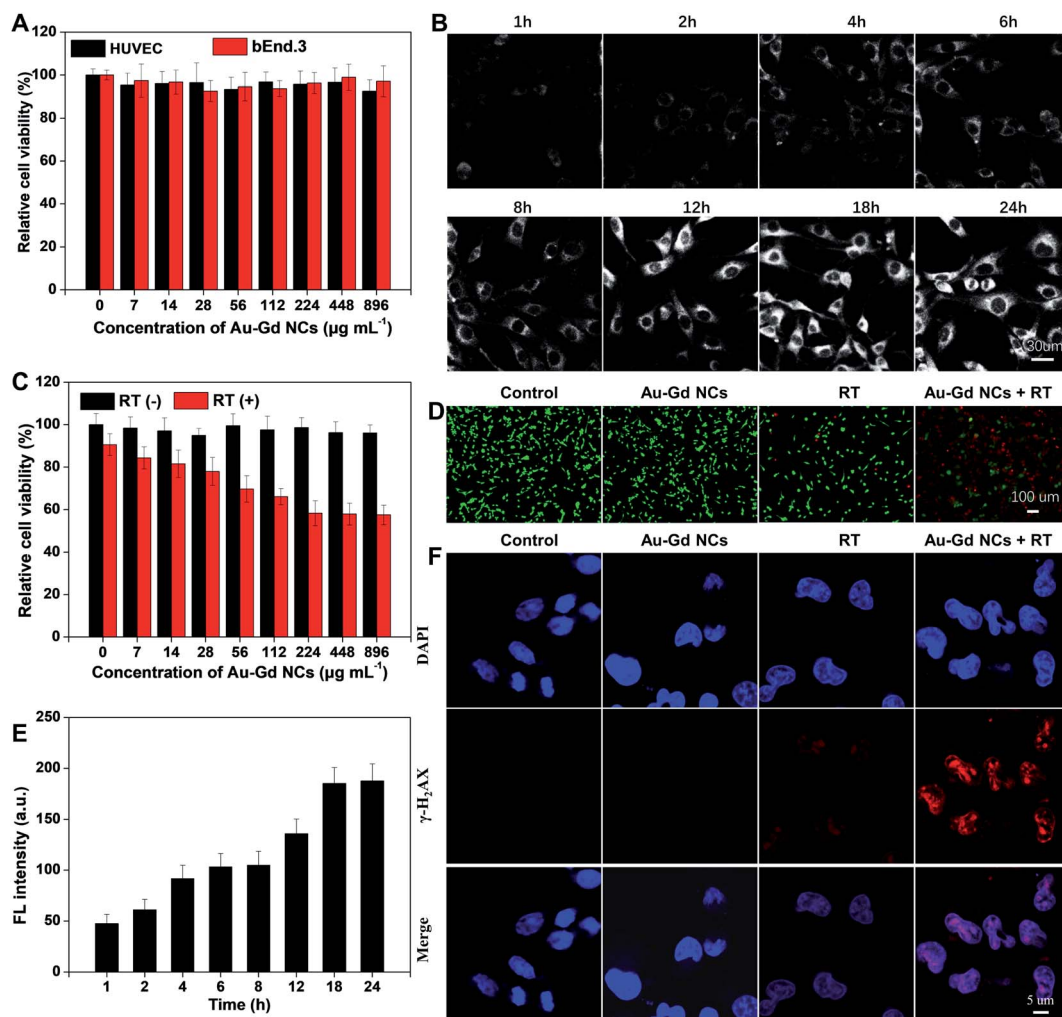 A
HUVEC bEnd.3
Relative cell viability (%)
120
100
80
60
40
20
0
0 7 14 28 56 112 224 448 896
Concentration of Au-Gd NCs (µg mL⁻¹)
B
1h 2h 4h 6h
8h 12h 18h 24h
30um
C
RT (-) RT (+)
Relative cell viability (%)
120
100
80
60
40
20
0
0 7 14 28 56 112 224 448 896
Concentration of Au-Gd NCs (µg mL⁻¹)
D
Control Au-Gd NCs RT Au-Gd NCs + RT
100 um
E
FL intensity (a.u.)
250
200
150
100
50
0
1 2 4 6 8 12 18 24
Time (h)
F
Control Au-Gd NCs RT Au-Gd NCs + RT
DAPI
γ-H₂AX
Merge
5 um